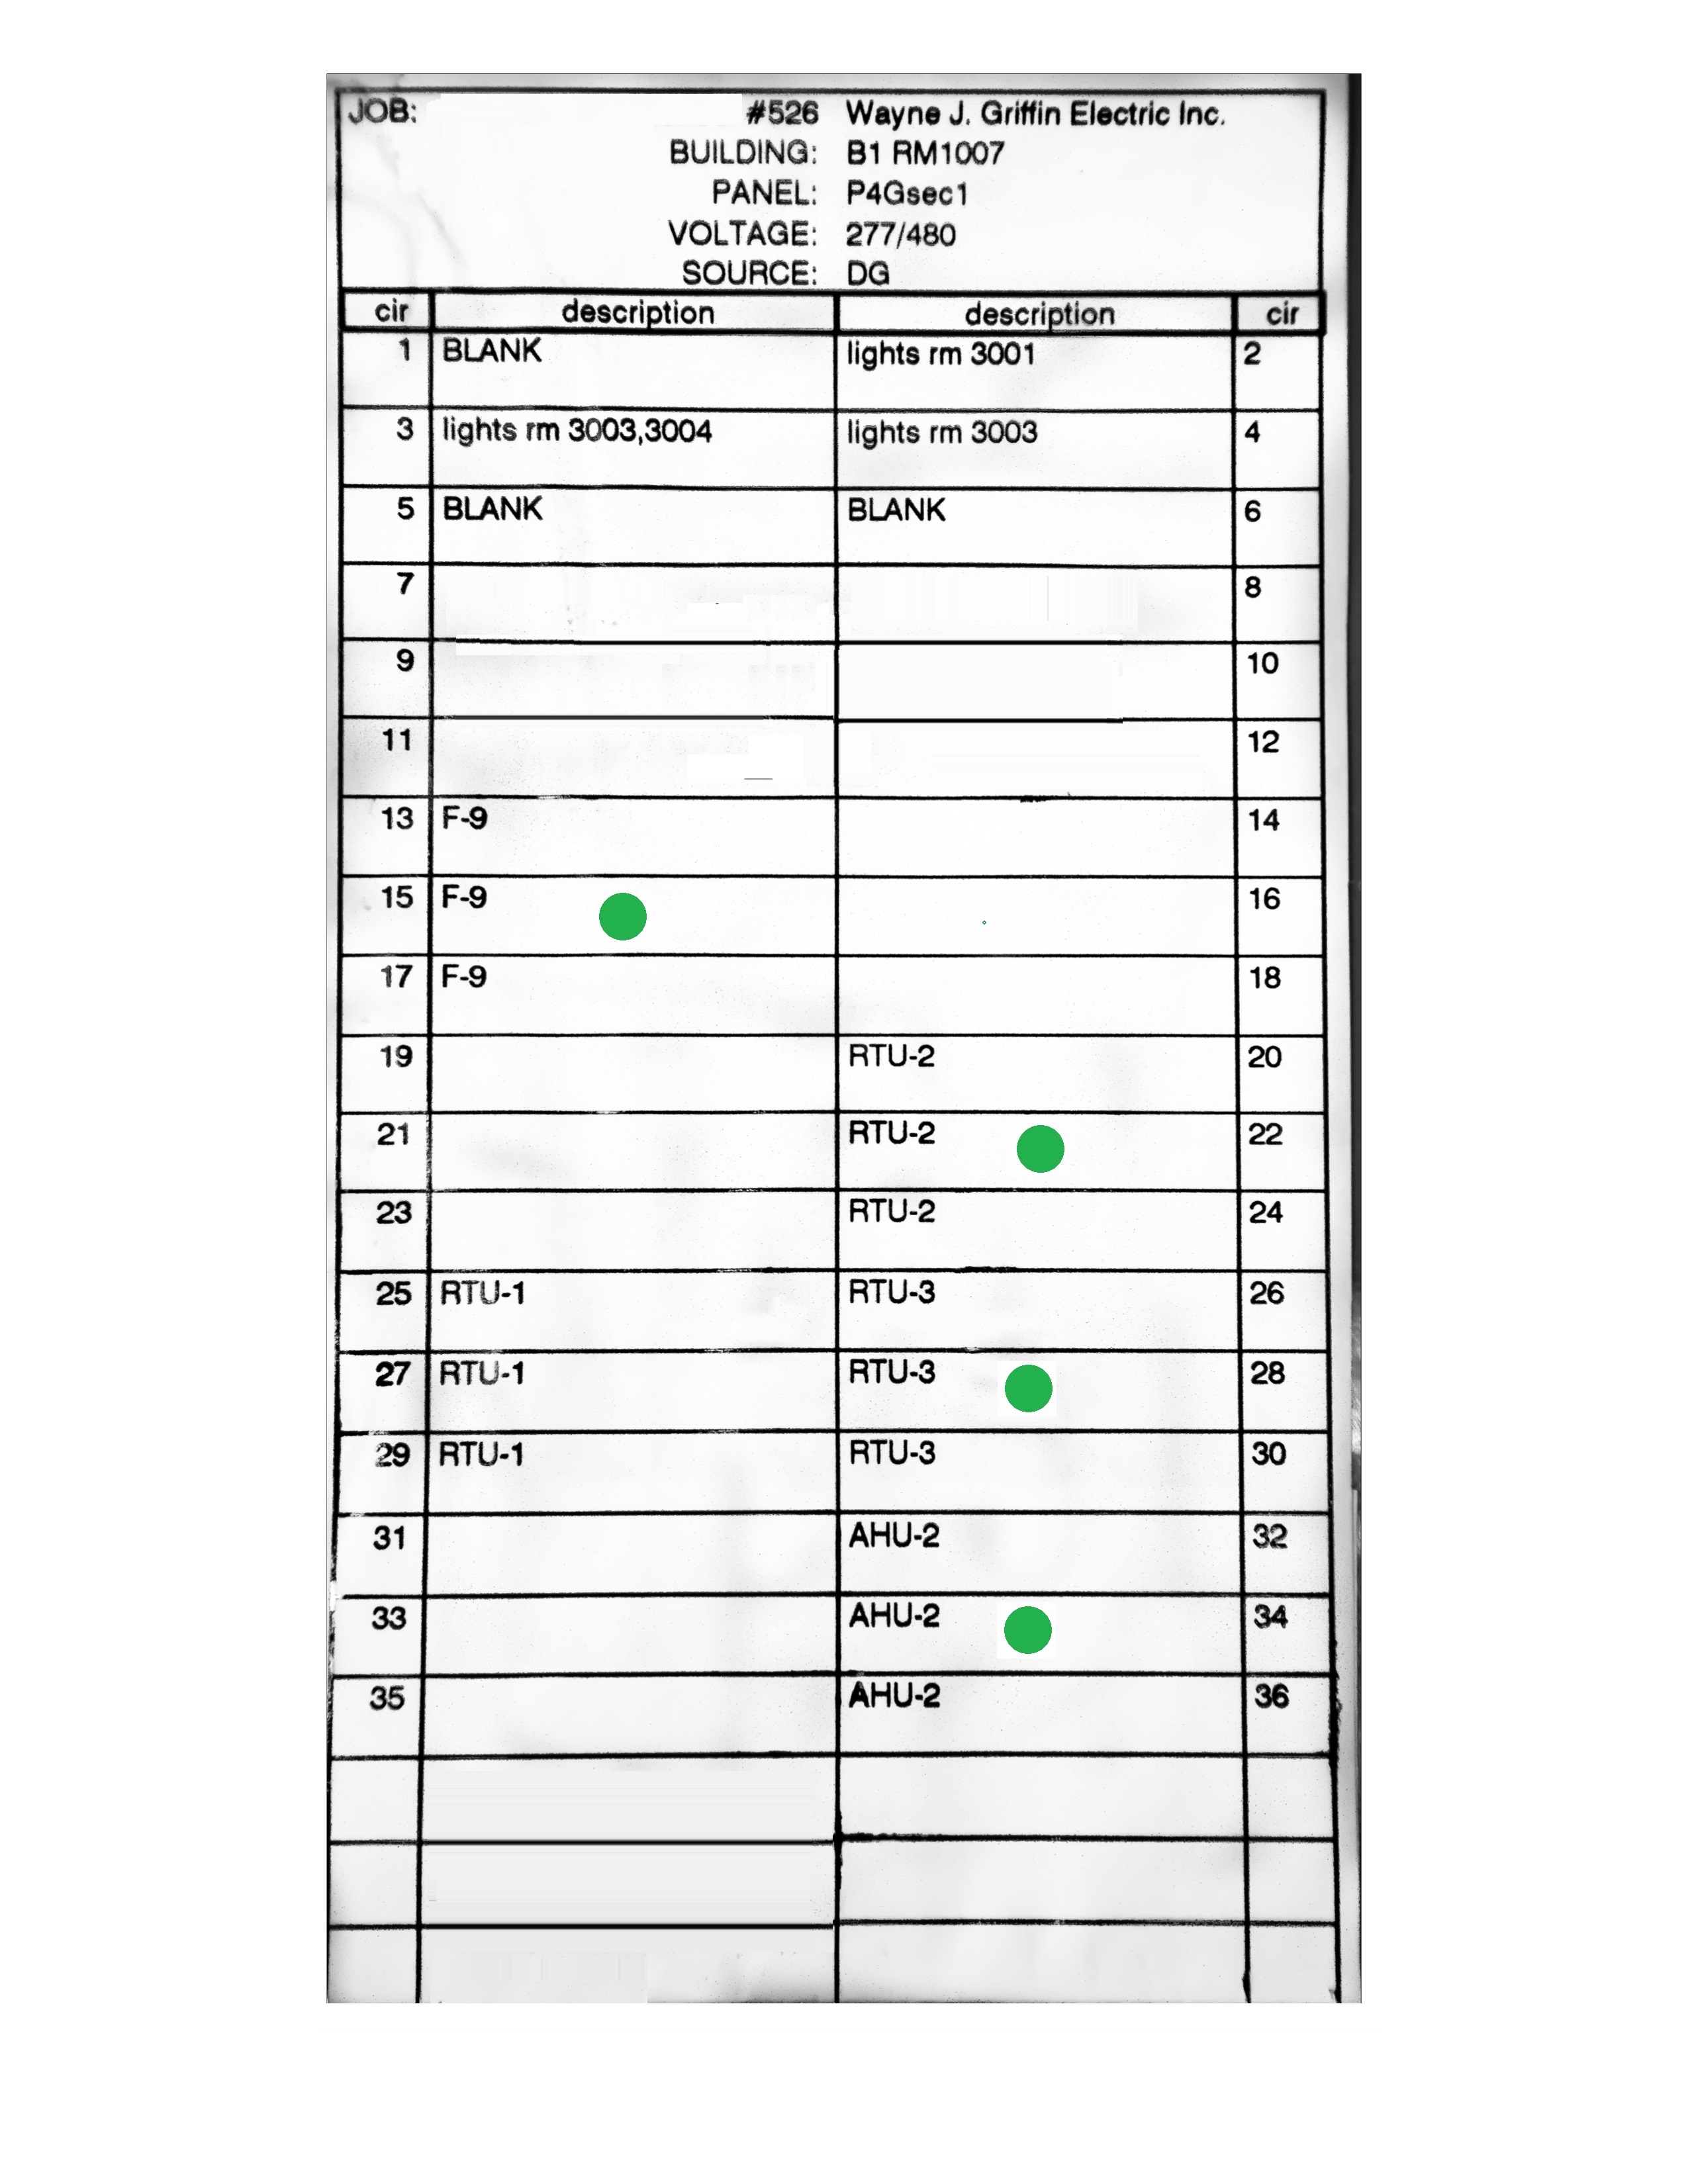 JOB: #526 Wayne J. Griffin Electric Inc.
BUILDING: B1 RM1007
PANEL: P4Gsec1
VOLTAGE: 277/480
SOURCE: DG
cir description description cir
1 BLANK lights rm 3001 2
3 lights rm 3003,3004 lights rm 3003 4
5 BLANK BLANK 6
7 8
9 10
11 12
13 F-9 14
15 F-9 16
17 F-9 18
19 RTU-2 20
21 RTU-2 22
23 RTU-2 24
25 RTU-1 RTU-3 26
27 RTU-1 RTU-3 28
29 RTU-1 RTU-3 30
31 AHU-2 32
33 AHU-2 34
35 AHU-2 36